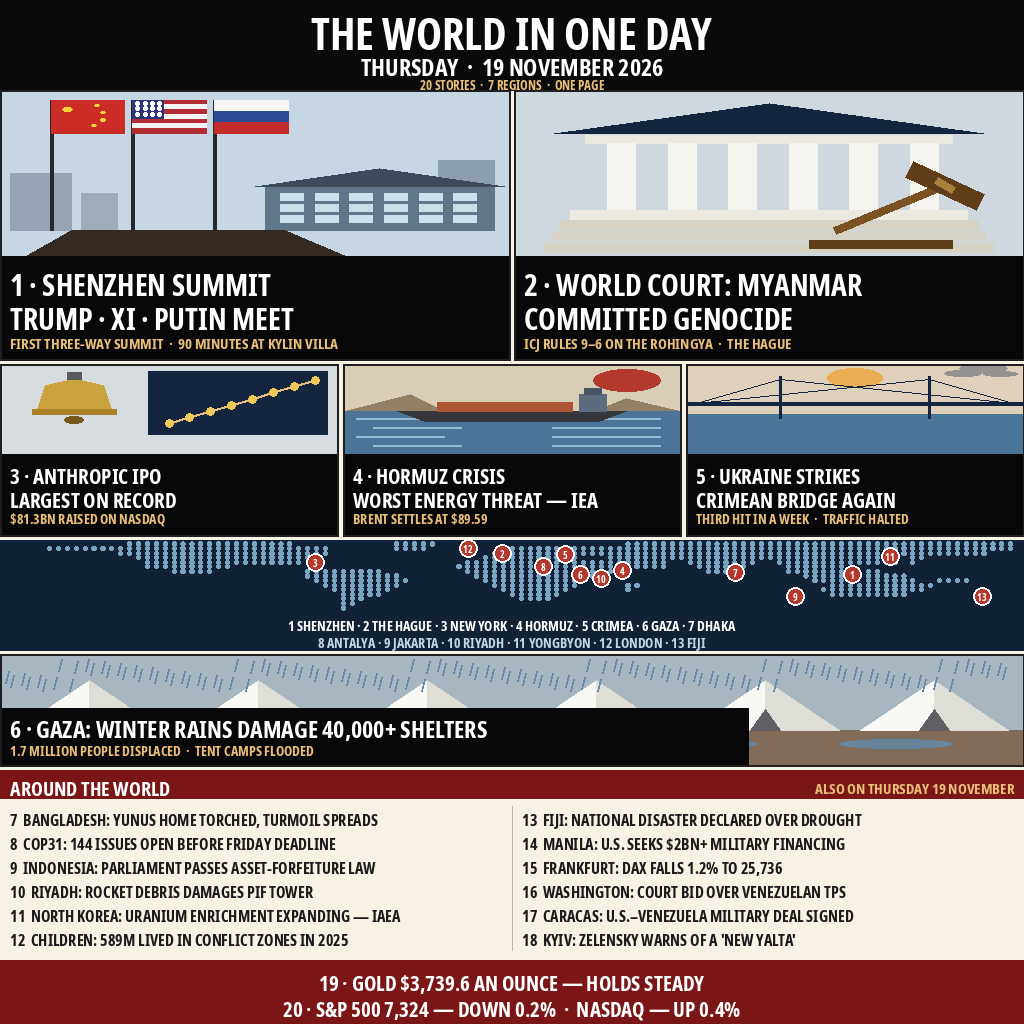 THE WORLD IN ONE DAY
THURSDAY · 19 NOVEMBER 2026
20 STORIES · 7 REGIONS · ONE PAGE
1 · SHENZHEN SUMMIT
TRUMP · XI · PUTIN MEET
FIRST THREE-WAY SUMMIT · 90 MINUTES AT KYLIN VILLA
2 · WORLD COURT: MYANMAR
COMMITTED GENOCIDE
ICJ RULES 9–6 ON THE ROHINGYA · THE HAGUE
3 · ANTHROPIC IPO
LARGEST ON RECORD
$81.3BN RAISED ON NASDAQ
4 · HORMUZ CRISIS
WORST ENERGY THREAT — IEA
BRENT SETTLES AT $89.59
5 · UKRAINE STRIKES
CRIMEAN BRIDGE AGAIN
THIRD HIT IN A WEEK · TRAFFIC HALTED
12
2
5
11
3
8
6
10
4
7
1
9
13
1 SHENZHEN · 2 THE HAGUE · 3 NEW YORK · 4 HORMUZ · 5 CRIMEA · 6 GAZA · 7 DHAKA
8 ANTALYA · 9 JAKARTA · 10 RIYADH · 11 YONGBYON · 12 LONDON · 13 FIJI
6 · GAZA: WINTER RAINS DAMAGE 40,000+ SHELTERS
1.7 MILLION PEOPLE DISPLACED · TENT CAMPS FLOODED
AROUND THE WORLD
ALSO ON THURSDAY 19 NOVEMBER
7 BANGLADESH: YUNUS HOME TORCHED, TURMOIL SPREADS
8 COP31: 144 ISSUES OPEN BEFORE FRIDAY DEADLINE
9 INDONESIA: PARLIAMENT PASSES ASSET-FORFEITURE LAW
10 RIYADH: ROCKET DEBRIS DAMAGES PIF TOWER
11 NORTH KOREA: URANIUM ENRICHMENT EXPANDING — IAEA
12 CHILDREN: 589M LIVED IN CONFLICT ZONES IN 2025
13 FIJI: NATIONAL DISASTER DECLARED OVER DROUGHT
14 MANILA: U.S. SEEKS $2BN+ MILITARY FINANCING
15 FRANKFURT: DAX FALLS 1.2% TO 25,736
16 WASHINGTON: COURT BID OVER VENEZUELAN TPS
17 CARACAS: U.S.–VENEZUELA MILITARY DEAL SIGNED
18 KYIV: ZELENSKY WARNS OF A 'NEW YALTA'
19 · GOLD $3,739.6 AN OUNCE — HOLDS STEADY
20 · S&P 500 7,324 — DOWN 0.2% · NASDAQ — UP 0.4%